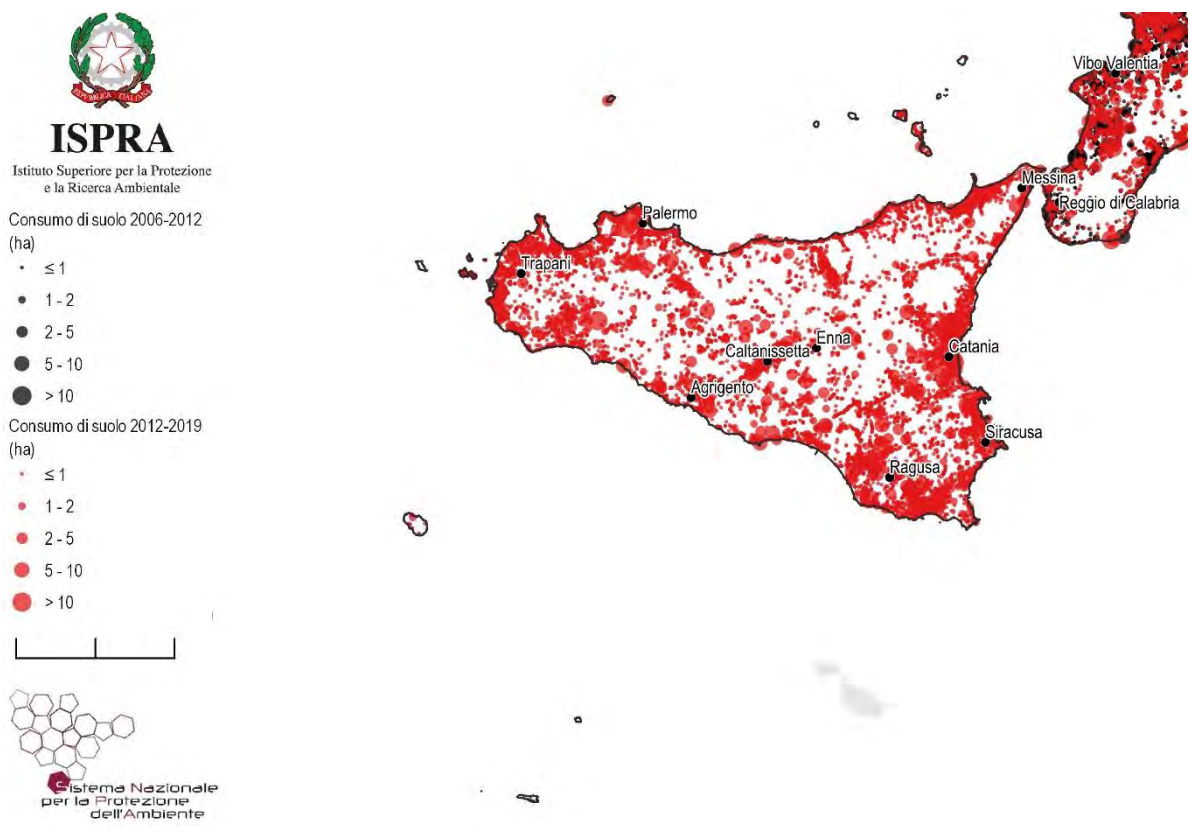 REPVBBLICA ITALIANA
ISPRA
Istituto Superiore per la Protezione
e la Ricerca Ambientale
Consumo di suolo 2006-2012
(ha)
≤ 1
1 - 2
2 - 5
5 - 10
> 10
Consumo di suolo 2012-2019
(ha)
≤ 1
1 - 2
2 - 5
5 - 10
> 10
Sistema Nazionale
per la Protezione
dell'Ambiente
Vibo Valentia
Messina
Reggio di Calabria
Palermo
Trapani
Enna
Caltanissetta
Catania
Agrigento
Siracusa
Ragusa